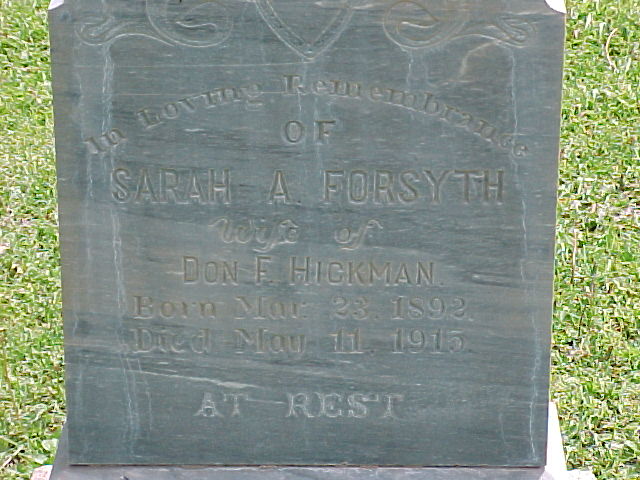 In Loving Remembrance
OF
SARAH A. FORSYTH
Wife of
DON F. HICKMAN.
Born Mar. 23, 1892.
Died May 11, 1915.
AT REST